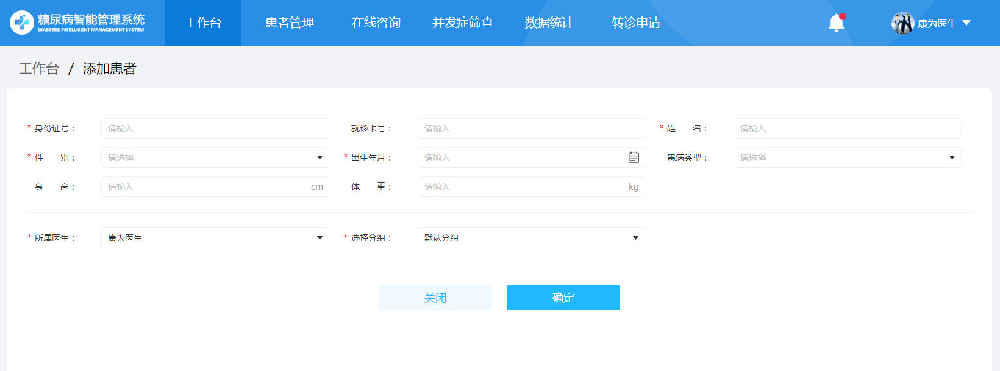 糖尿病智能管理系统
DIABETES INTELLIGENT MANAGEMENT SYSTEM
工作台 患者管理 在线咨询 并发症筛查 数据统计 转诊申请 康为医生
工作台 / 添加患者
* 身份证号： 请输入 就诊卡号： 请输入 * 姓 名： 请输入
* 性 别： 请选择 * 出生年月： 请输入 患病类型： 请选择
身 高： 请输入 cm 体 重： 请输入 kg
* 所属医生： 康为医生 * 选择分组： 默认分组
关闭 确定